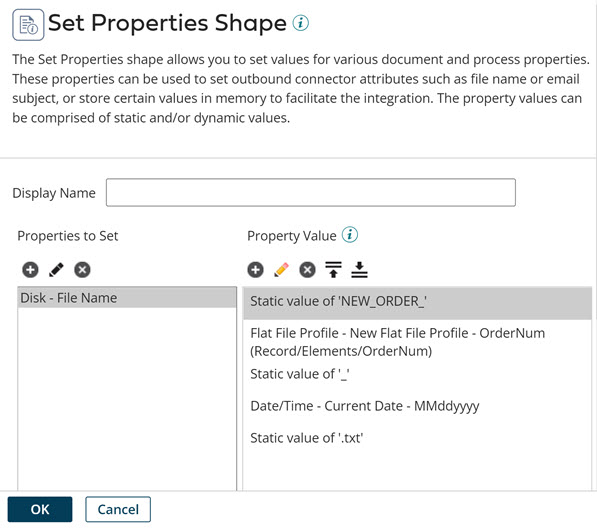 Set Properties Shape
The Set Properties shape allows you to set values for various document and process properties.
These properties can be used to set outbound connector attributes such as file name or email
subject, or store certain values in memory to facilitate the integration. The property values can
be comprised of static and/or dynamic values.
Display Name
Properties to Set
Property Value
Disk - File Name
Static value of 'NEW_ORDER_'
Flat File Profile - New Flat File Profile - OrderNum
(Record/Elements/OrderNum)
Static value of '_'
Date/Time - Current Date - MMddyyyy
Static value of '.txt'
OK
Cancel